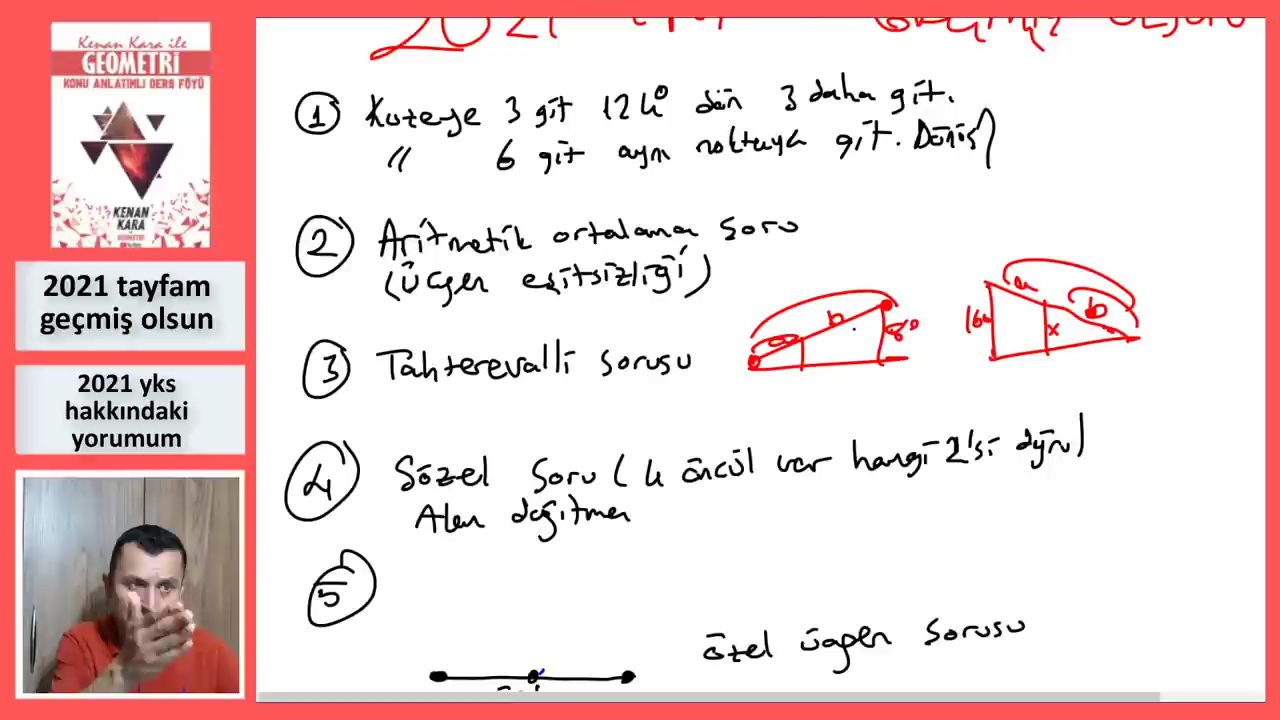 Kenan Kara ile
GEOMETRİ
KONU ANLATIMLI DERS FÖYÜ
KENAN
KARA
2021 tayfam
geçmiş olsun
2021 yks
hakkındaki
yorumum
2021
1 Kuzeye 3 git 120° dön 3 daha git.
" 6 git aynı noktaya git. Dönüş)
2 Aritmetik ortalama soru
(üçgen eşitsizliği)
3 Tahterevalli sorusu
a b
a b x
4 Sözel soru (4 öncül var hangi 2'si doğru)
Alan dağıtma
5
özel üçgen sorusu